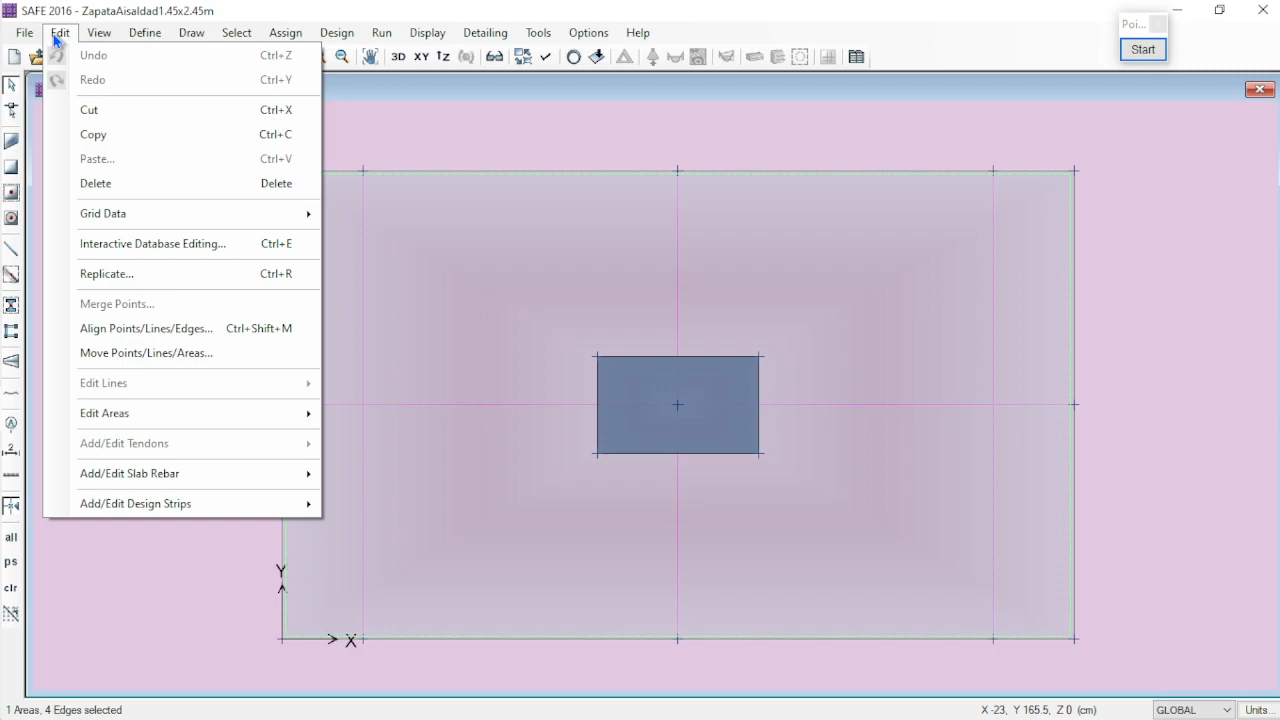 SAFE 2016 - ZapataAisaldad1.45x2.45m
Poi...
File Edit View Define Draw Select Assign Design Run Display Detailing Tools Options Help
Start
3D XY
Undo Ctrl+Z
Redo Ctrl+Y
Cut Ctrl+X
Copy Ctrl+C
Paste... Ctrl+V
Delete Delete
Grid Data
Interactive Database Editing... Ctrl+E
Replicate... Ctrl+R
Merge Points...
Align Points/Lines/Edges... Ctrl+Shift+M
Move Points/Lines/Areas...
Edit Lines
Edit Areas
Add/Edit Tendons
Add/Edit Slab Rebar
Add/Edit Design Strips
all
ps
clr
Y
X
1 Areas, 4 Edges selected
X -23, Y 165.5, Z 0 (cm)
GLOBAL
Units...